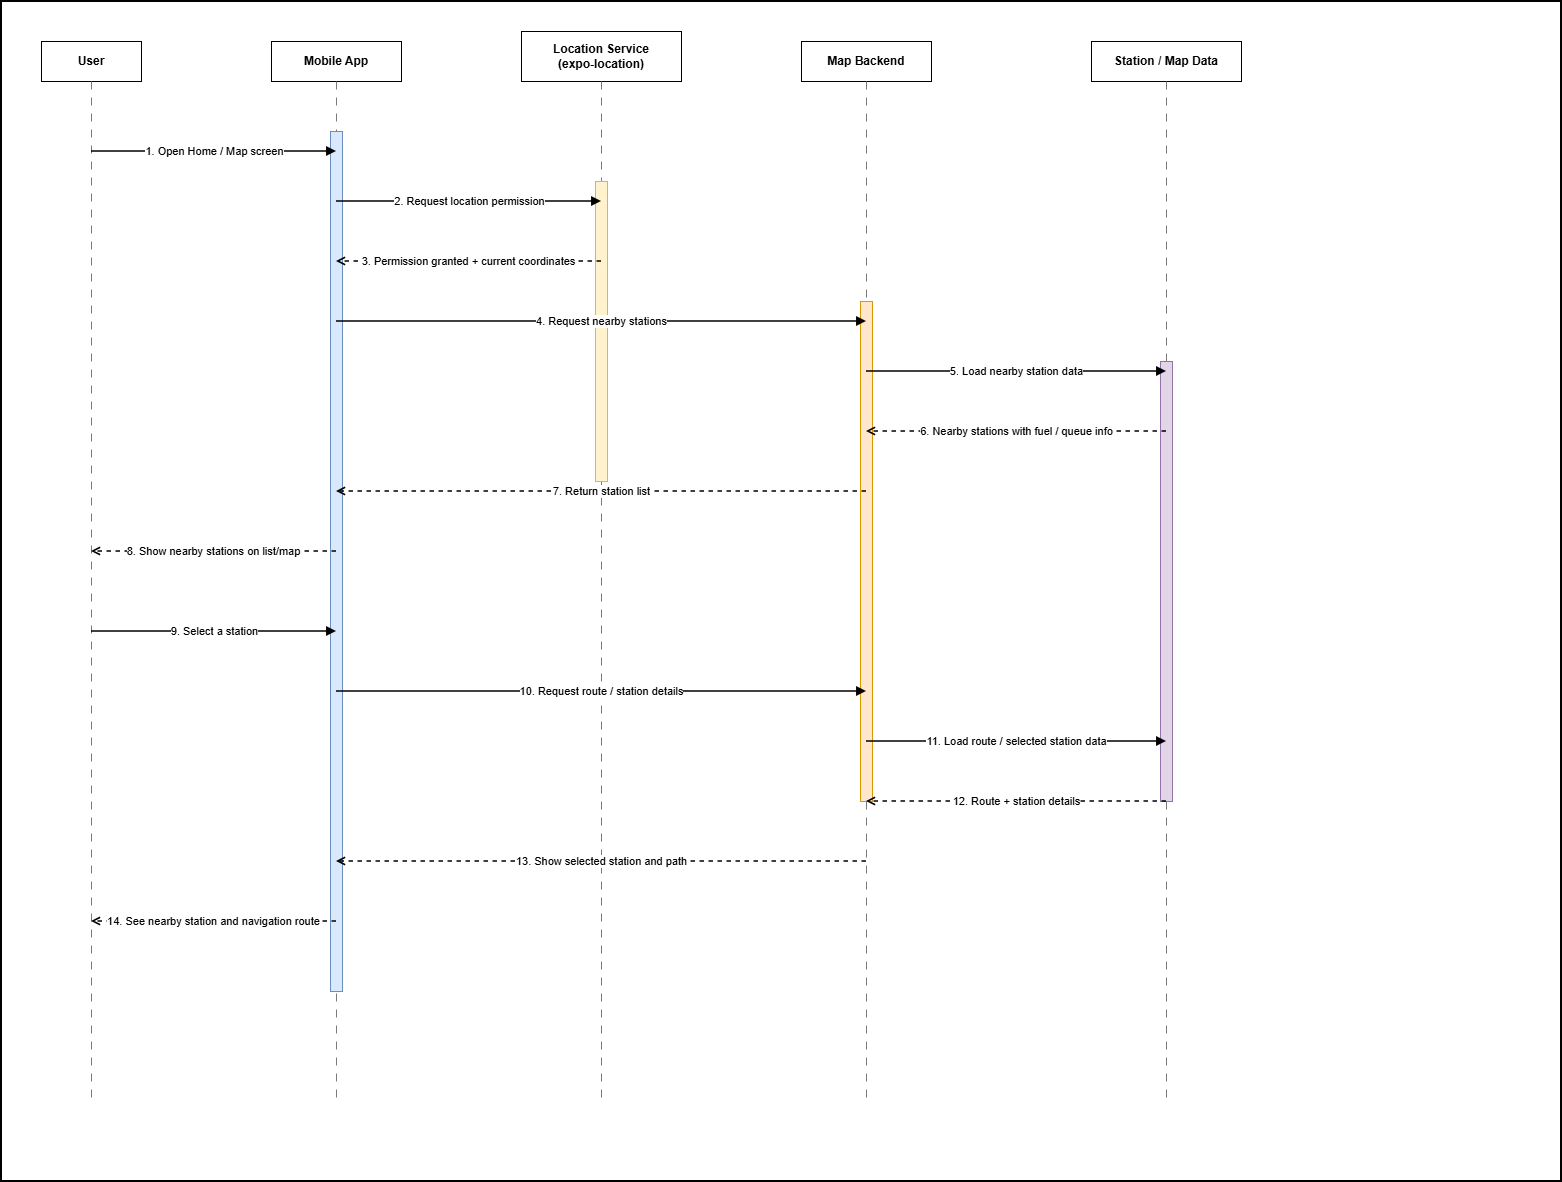 User
Mobile App
Location Service
(expo-location)
Map Backend
Station / Map Data
1. Open Home / Map screen
2. Request location permission
3. Permission granted + current coordinates
4. Request nearby stations
5. Load nearby station data
6. Nearby stations with fuel / queue info
7. Return station list
8. Show nearby stations on list/map
9. Select a station
10. Request route / station details
11. Load route / selected station data
12. Route + station details
13. Show selected station and path
14. See nearby station and navigation route